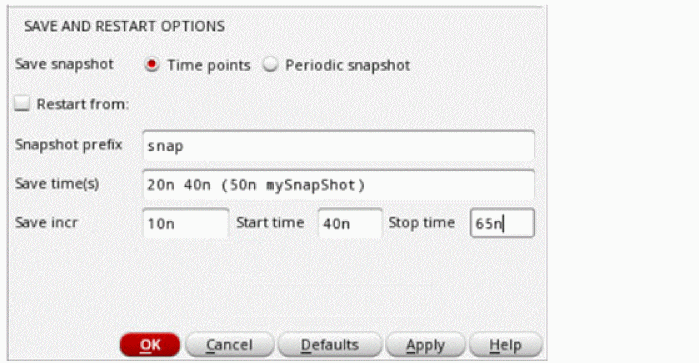 SAVE AND RESTART OPTIONS
Save snapshot Time points Periodic snapshot
Restart from:
Snapshot prefix snap
Save time(s) 20n 40n (50n mySnapShot)
Save incr 10n Start time 40n Stop time 65n
OK Cancel Defaults Apply Help